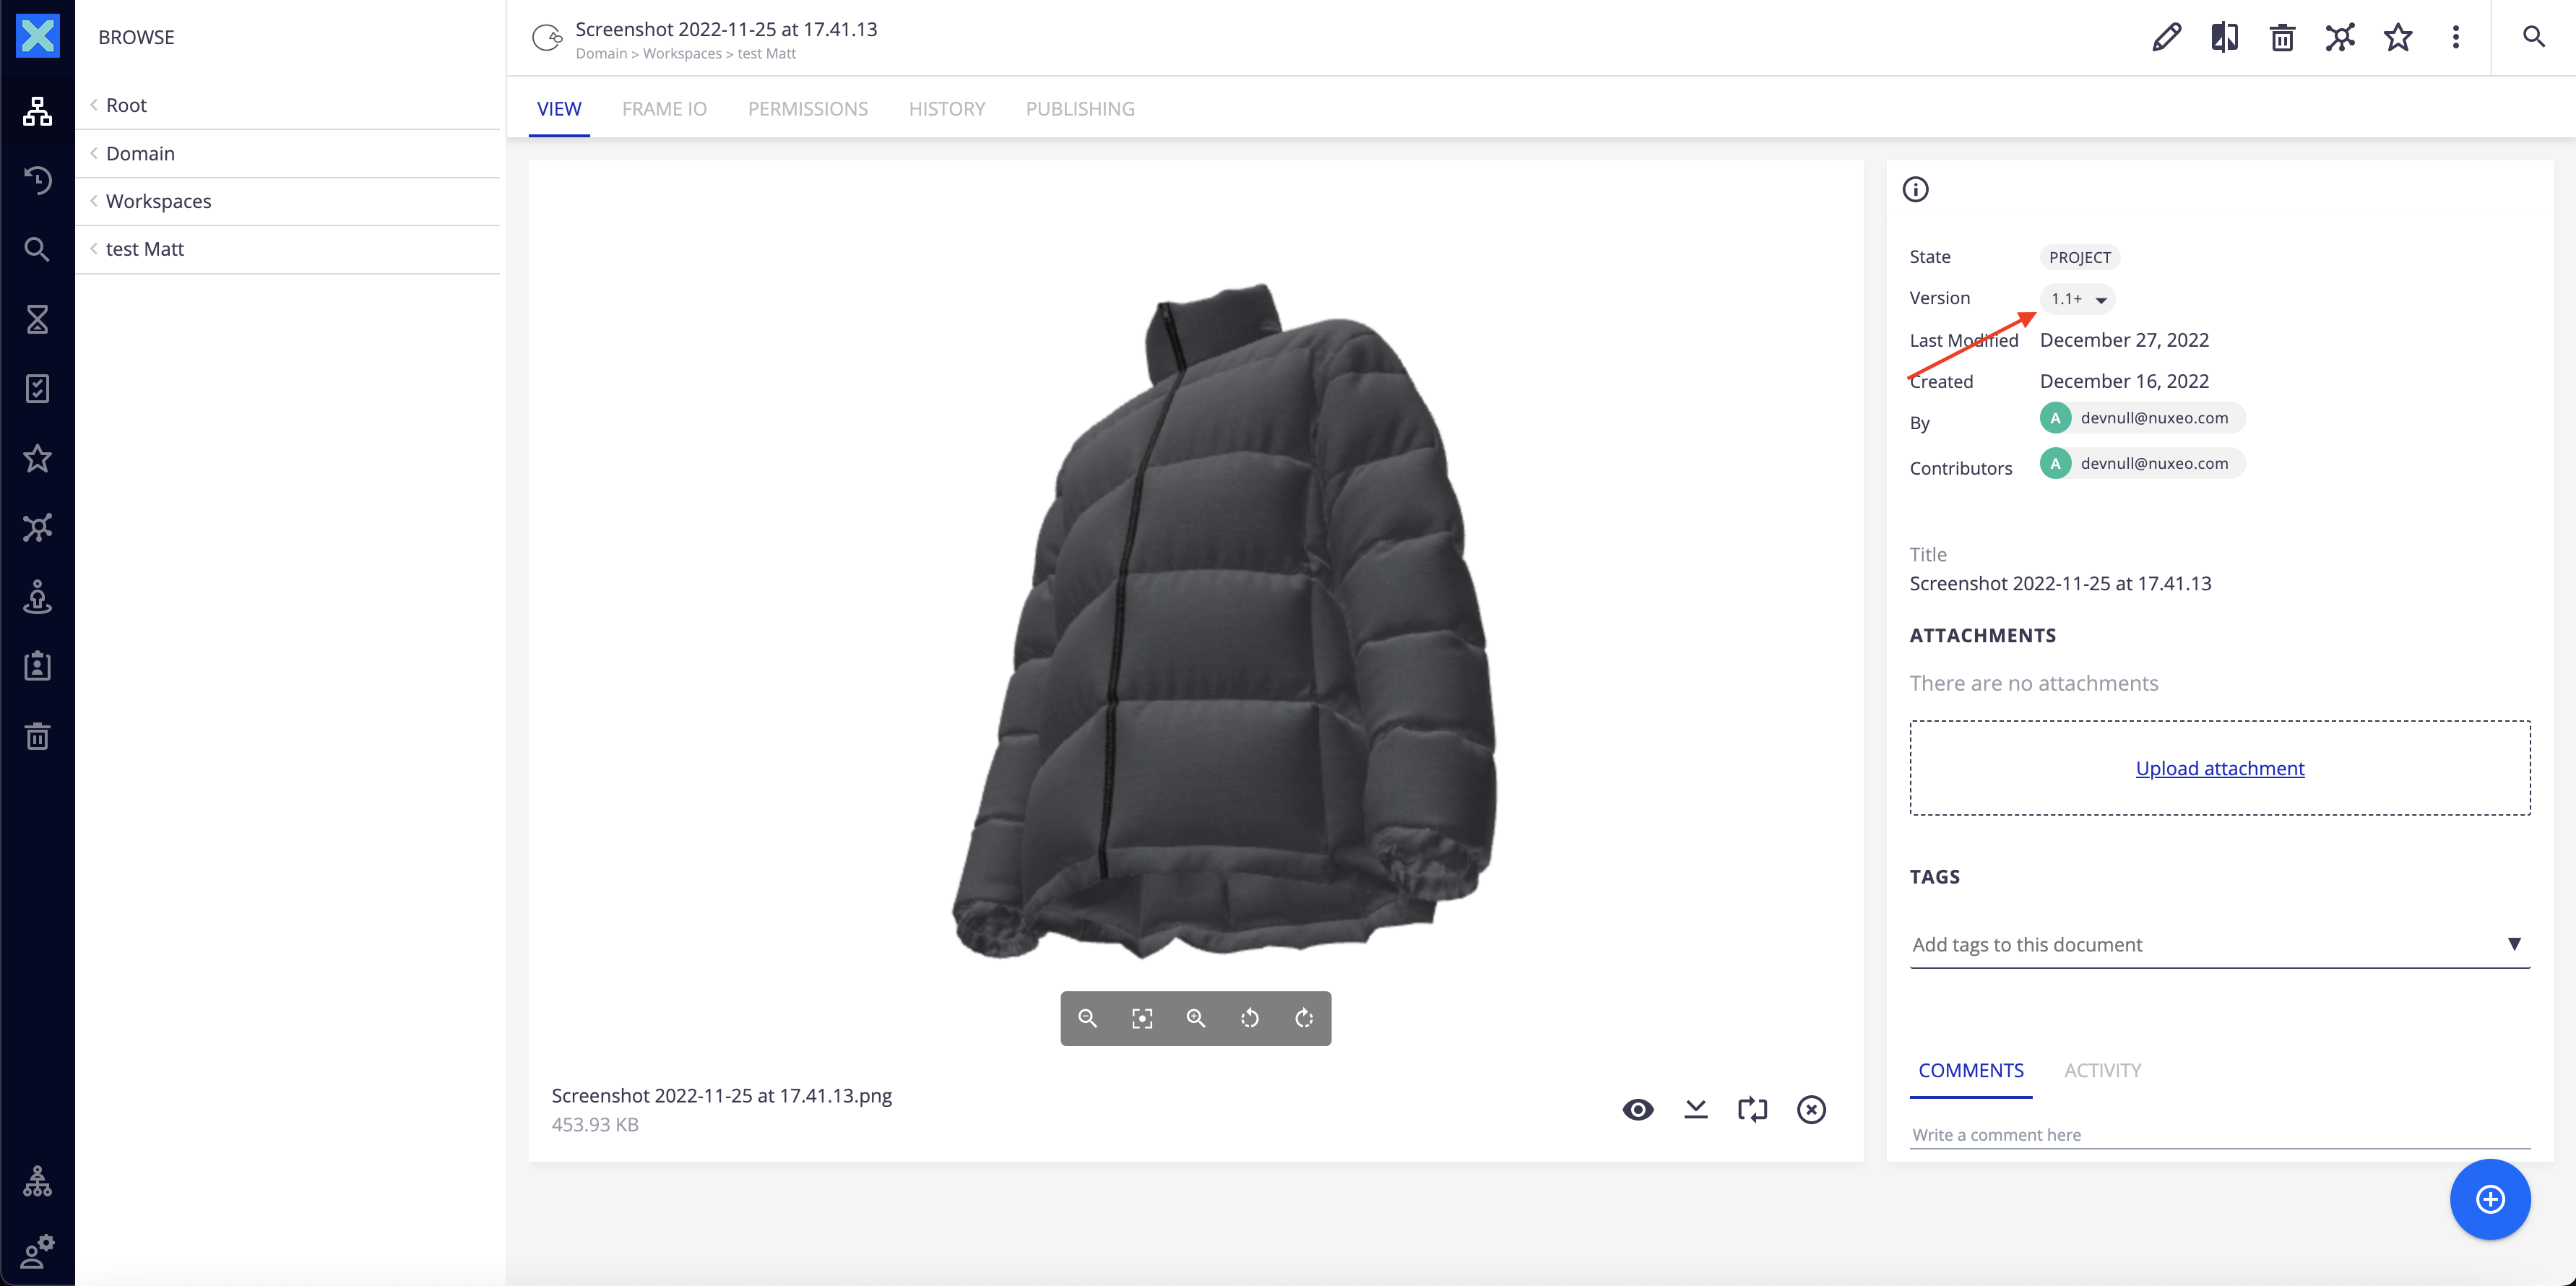 BROWSE
Root
Domain
Workspaces
test Matt
Screenshot 2022-11-25 at 17.41.13
Domain > Workspaces > test Matt
VIEW FRAME IO PERMISSIONS HISTORY PUBLISHING
State PROJECT
Version 1.1+
Last Modified December 27, 2022
Created December 16, 2022
By A devnull@nuxeo.com
Contributors A devnull@nuxeo.com
Title
Screenshot 2022-11-25 at 17.41.13
ATTACHMENTS
There are no attachments
Upload attachment
TAGS
Add tags to this document
COMMENTS ACTIVITY
Write a comment here
Screenshot 2022-11-25 at 17.41.13.png
453.93 KB